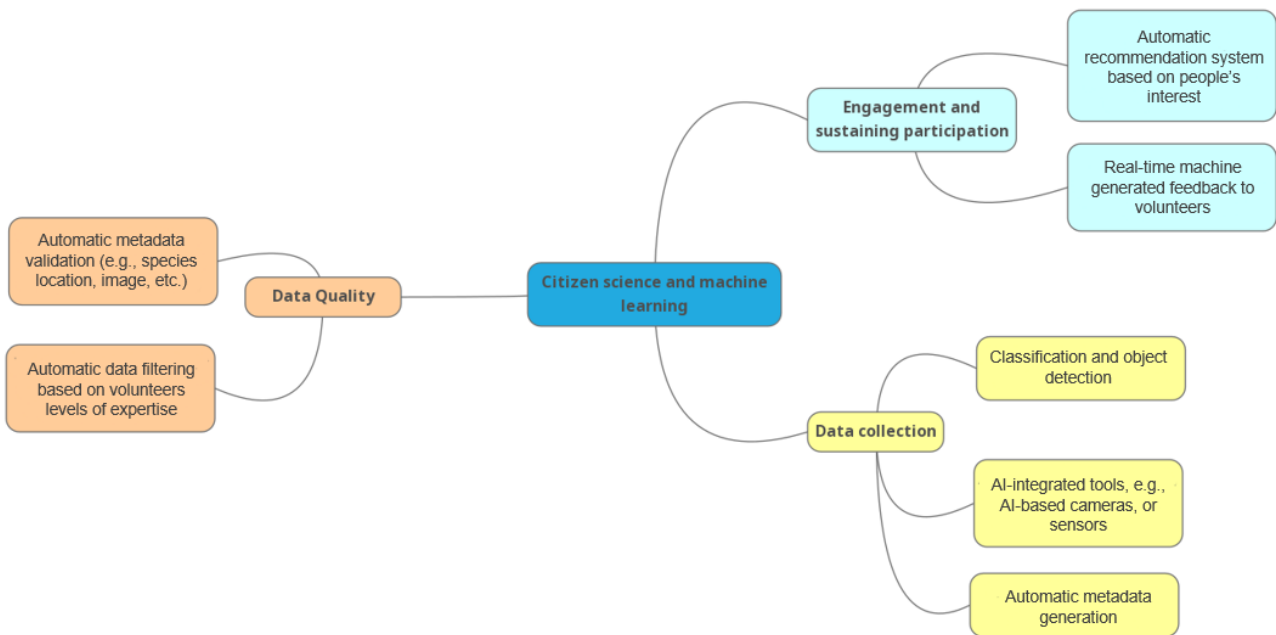 Automatic
recommendation system
based on people's
interest
Engagement and
sustaining participation
Real-time machine
generated feedback to
volunteers
Automatic metadata
validation (e.g., species
location, image, etc.)
Data Quality
Citizen science and machine
learning
Automatic data filtering
based on volunteers
levels of expertise
Classification and object
detection
Data collection
AI-integrated tools, e.g.,
AI-based cameras, or
sensors
Automatic metadata
generation